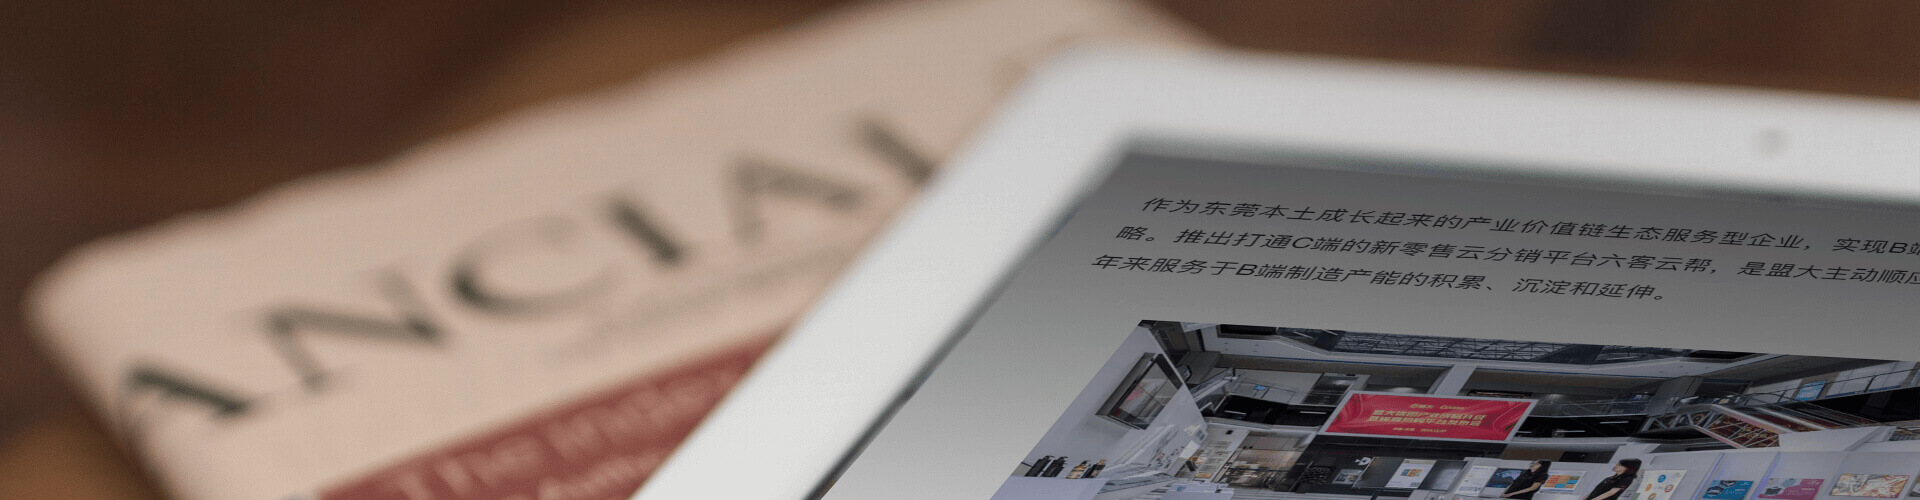 ANCIAL
The index
作为东莞本土成长起来的产业价值链生态服务型企业，实现B端
略。推出打通C端的新零售云分销平台六客云帮，是盟大主动顺应
年来服务于B端制造产能的积累、沉淀和延伸。